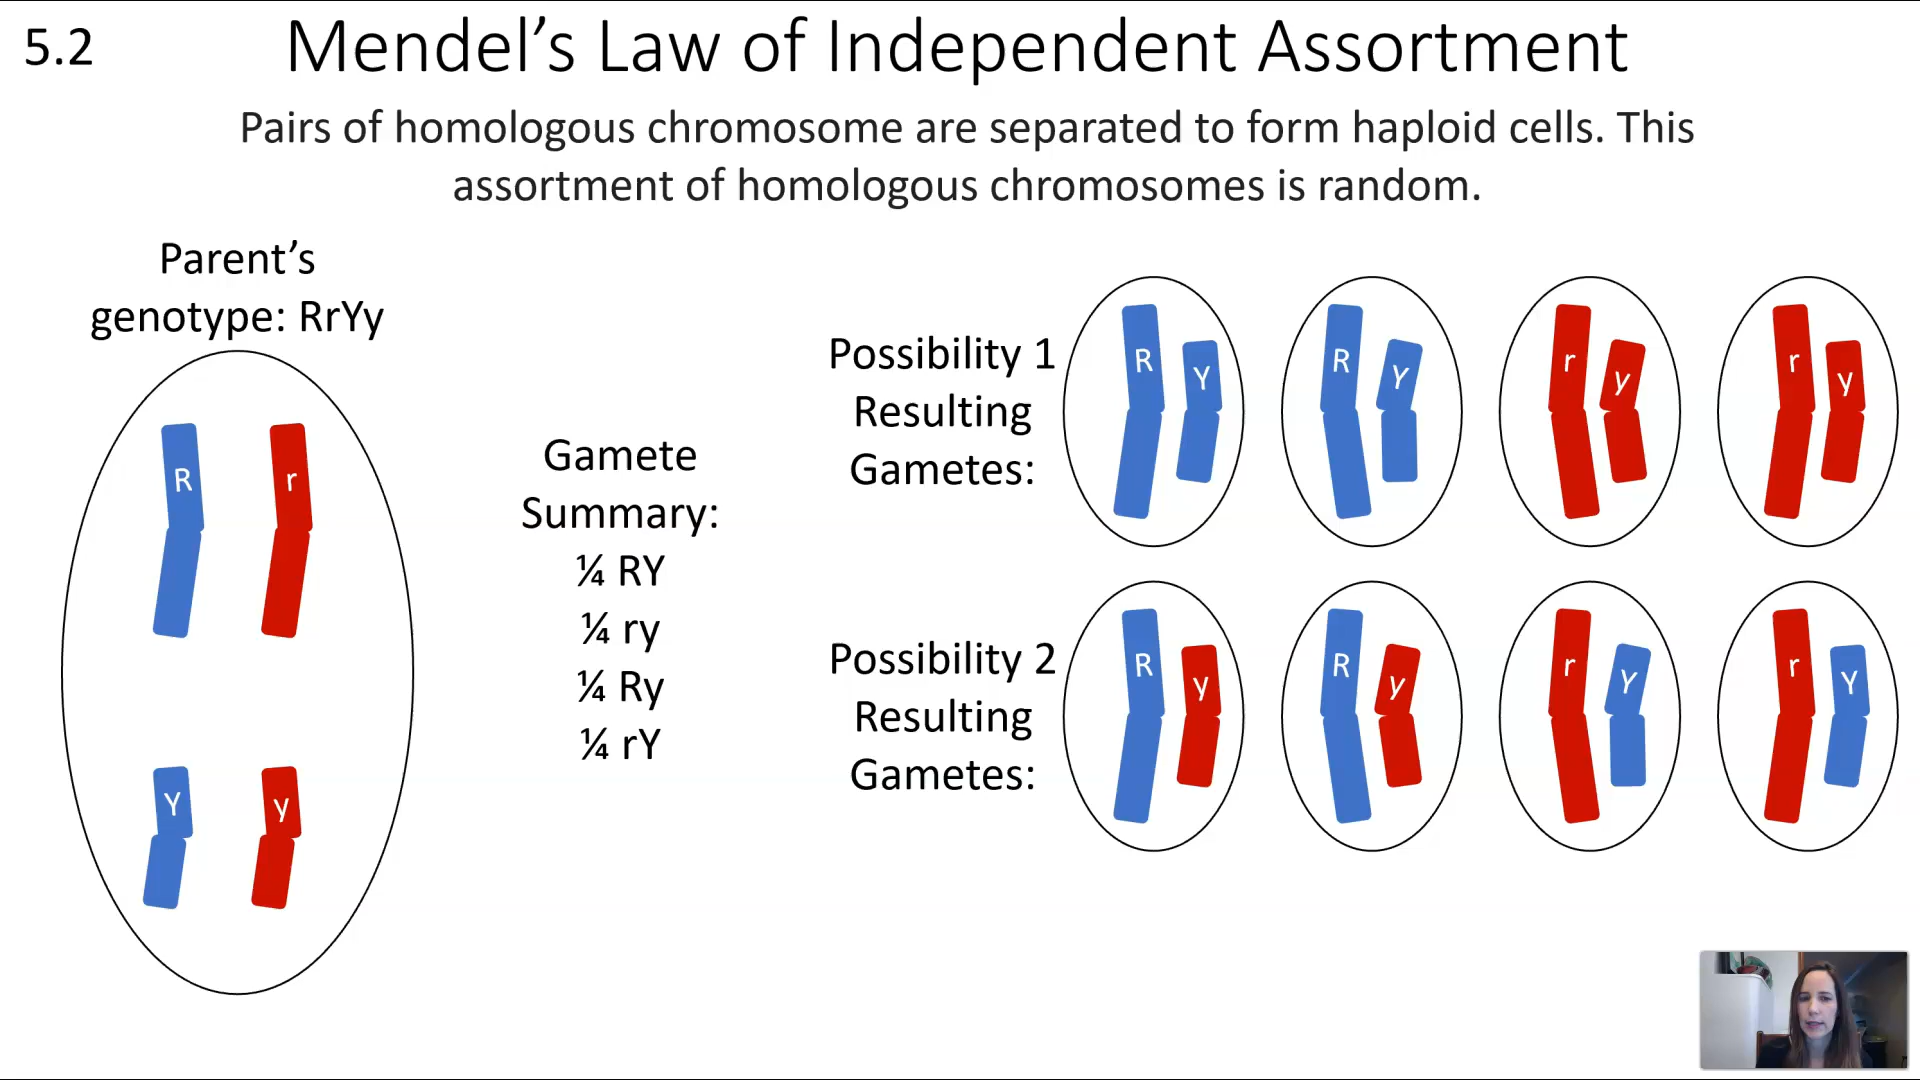 5.2
Mendel’s Law of Independent Assortment
Pairs of homologous chromosome are separated to form haploid cells. This
assortment of homologous chromosomes is random.
Parent’s
genotype: RrYy
R r
Y y
Gamete
Summary:
¼ RY
¼ ry
¼ Ry
¼ rY
Possibility 1
Resulting
Gametes:
R Y R Y r y r y
Possibility 2
Resulting
Gametes:
R y R y r Y r Y